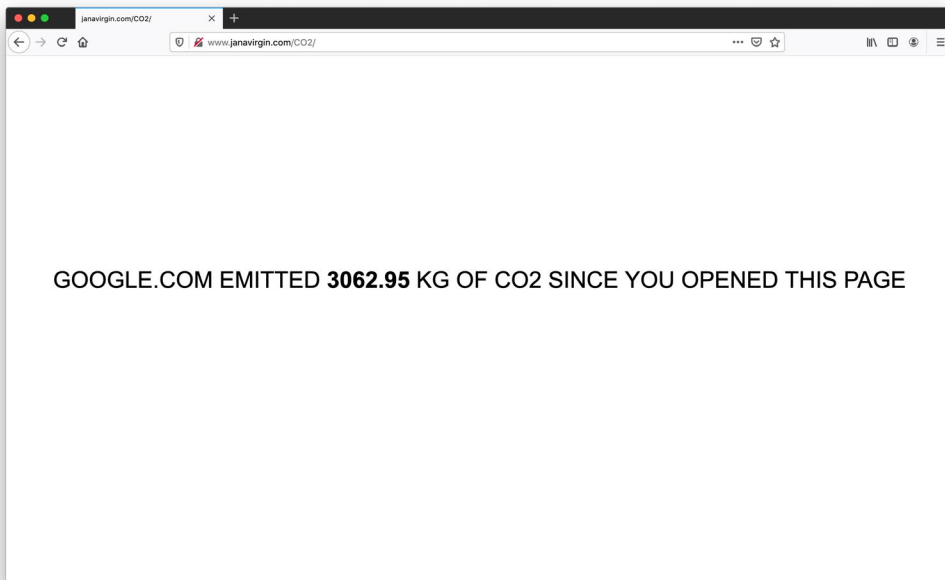 janavirgin.com/CO2/
www.janavirgin.com/CO2/
GOOGLE.COM EMITTED 3062.95 KG OF CO2 SINCE YOU OPENED THIS PAGE